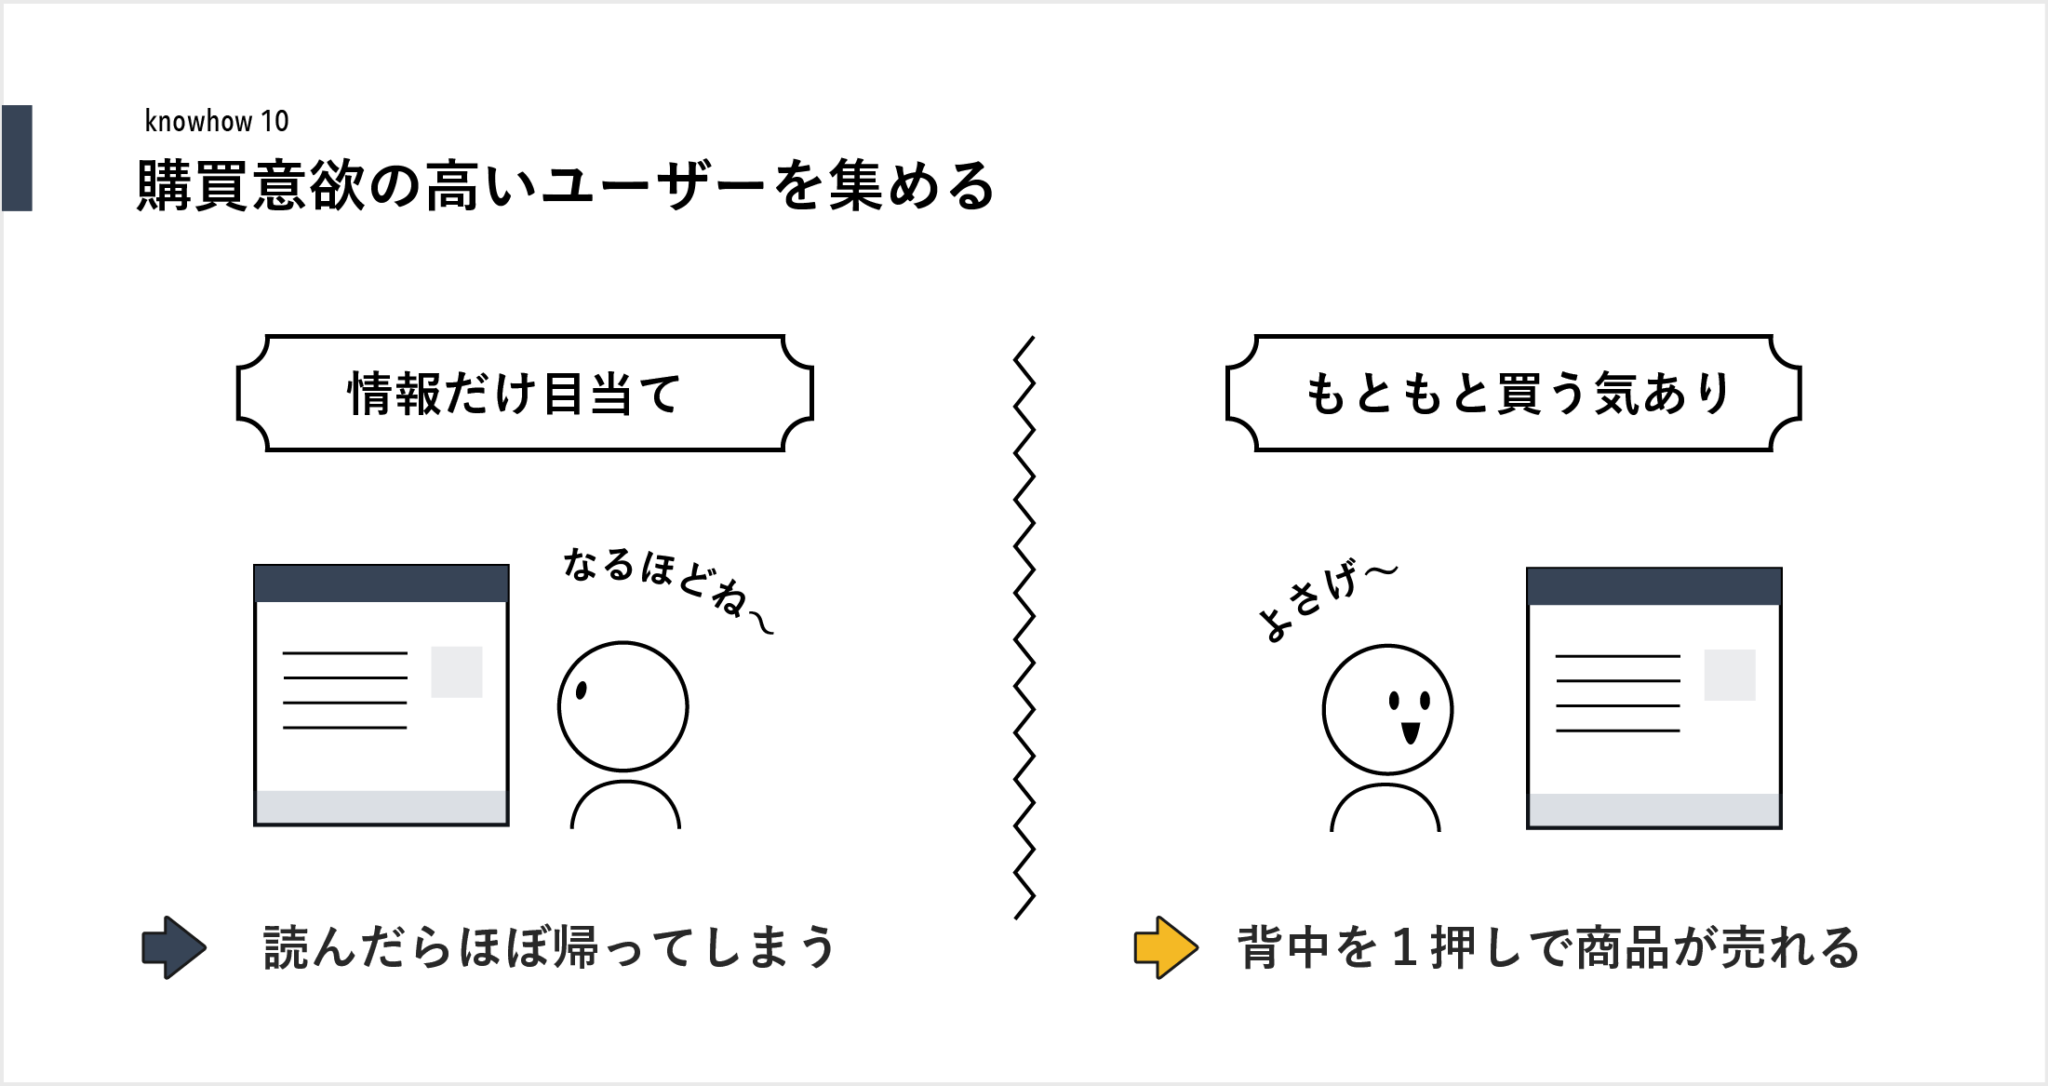 knowhow 10
購買意欲の高いユーザーを集める
情報だけ目当て
なるほどね〜
読んだらほぼ帰ってしまう
もともと買う気あり
よさげ〜
背中を1押しで商品が売れる